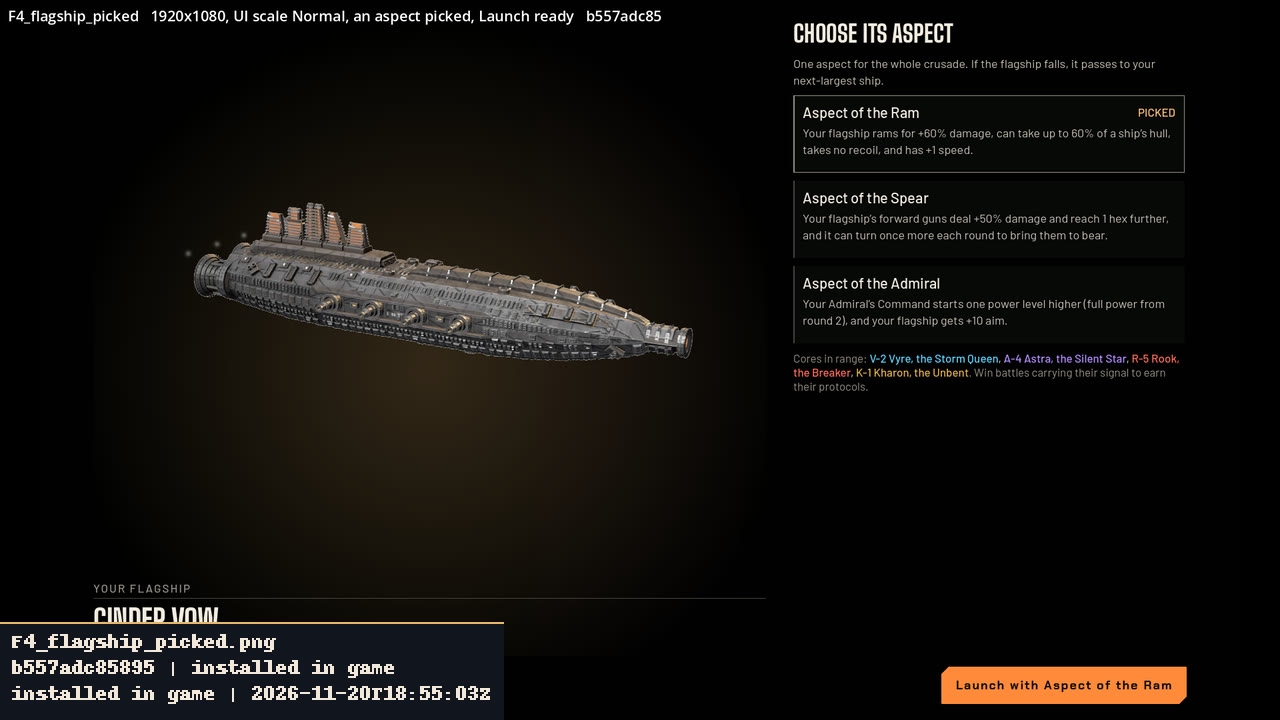 F4_flagship_picked 1920x1080, UI scale Normal, an aspect picked, Launch ready b557adc85
CHOOSE ITS ASPECT
One aspect for the whole crusade. If the flagship falls, it passes to your
next-largest ship.
Aspect of the Ram PICKED
Your flagship rams for +60% damage, can take up to 60% of a ship's hull,
takes no recoil, and has +1 speed.
Aspect of the Spear
Your flagship's forward guns deal +50% damage and reach 1 hex further,
and it can turn once more each round to bring them to bear.
Aspect of the Admiral
Your Admiral's Command starts one power level higher (full power from
round 2), and your flagship gets +10 aim.
Cores in range: V-2 Vyre, the Storm Queen, A-4 Astra, the Silent Star, R-5 Rook,
the Breaker, K-1 Kharon, the Unbent. Win battles carrying their signal to earn
their protocols.
YOUR FLAGSHIP
CINDER VOW
F4_flagship_picked.png
b557adc85895 | installed in game
installed in game | 2026-11-20T18:55:03Z
Launch with Aspect of the Ram